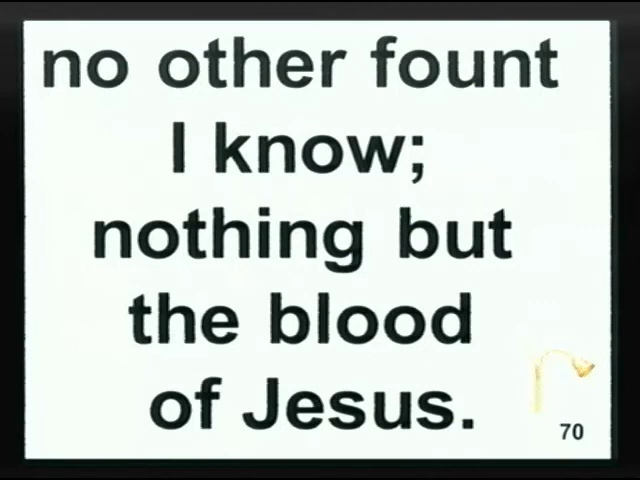 no other fount
I know;
nothing but
the blood
of Jesus.
70